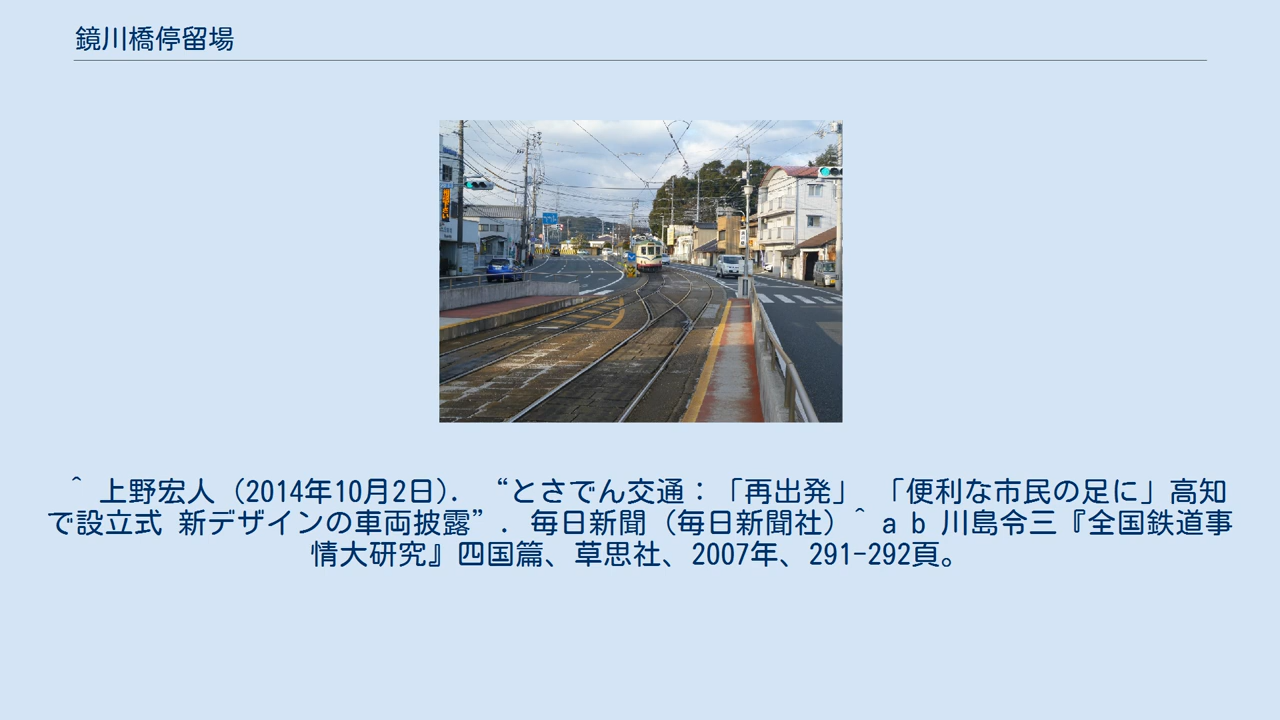 鏡川橋停留場
^ 上野宏人 (2014年10月2日). “とさでん交通：「再出発」 「便利な市民の足に」高知
で設立式 新デザインの車両披露”. 毎日新聞 (毎日新聞社)^ a b 川島令三『全国鉄道事
情大研究』四国篇、草思社、2007年、291-292頁。